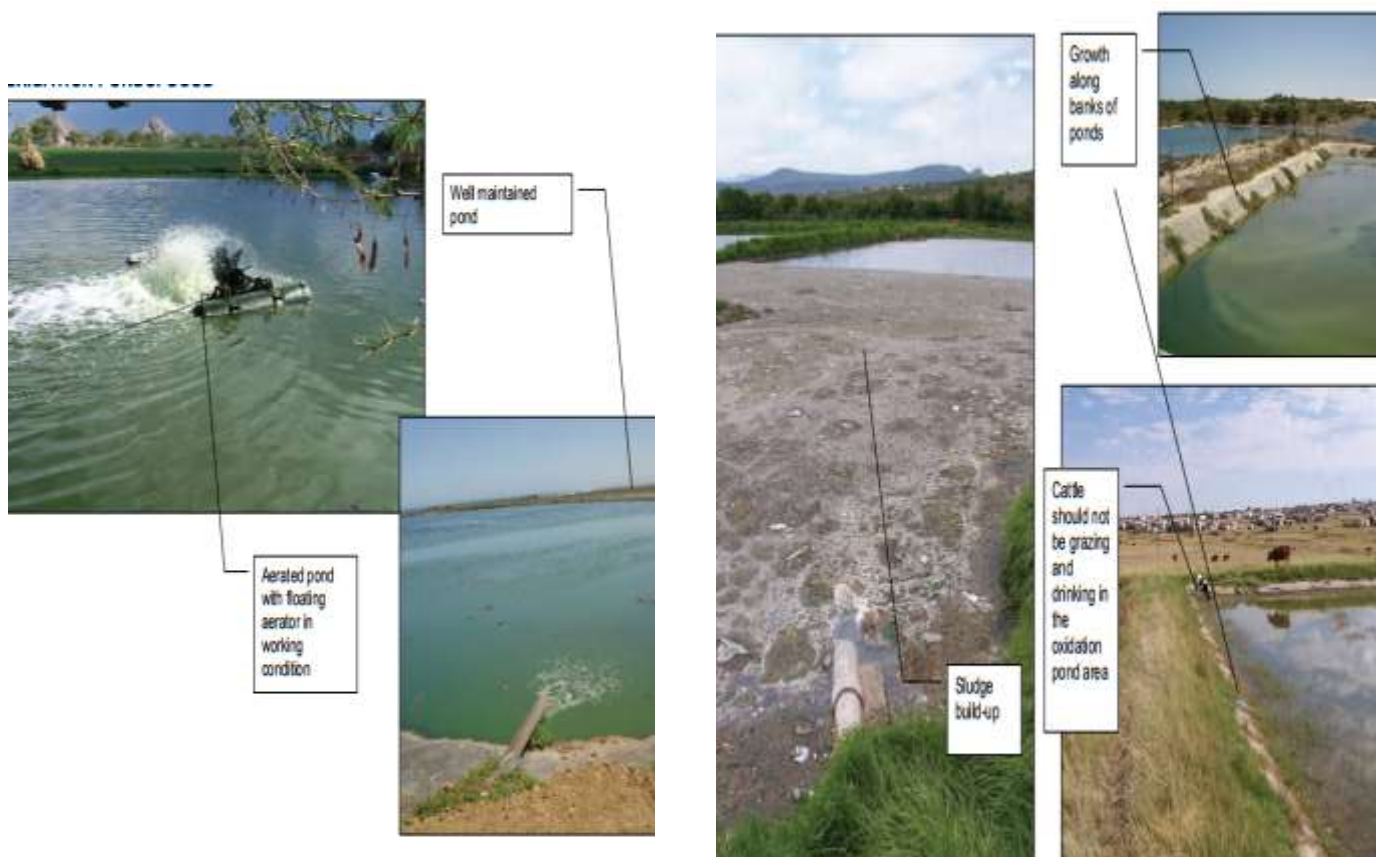 Well maintained
pond
Aerated pond
with floating
aerator in
working
condition
Growth
along
banks of
ponds
Cattle
should not
be grazing
and
drinking in
the
oxidation
pond area
Sludge
build-up